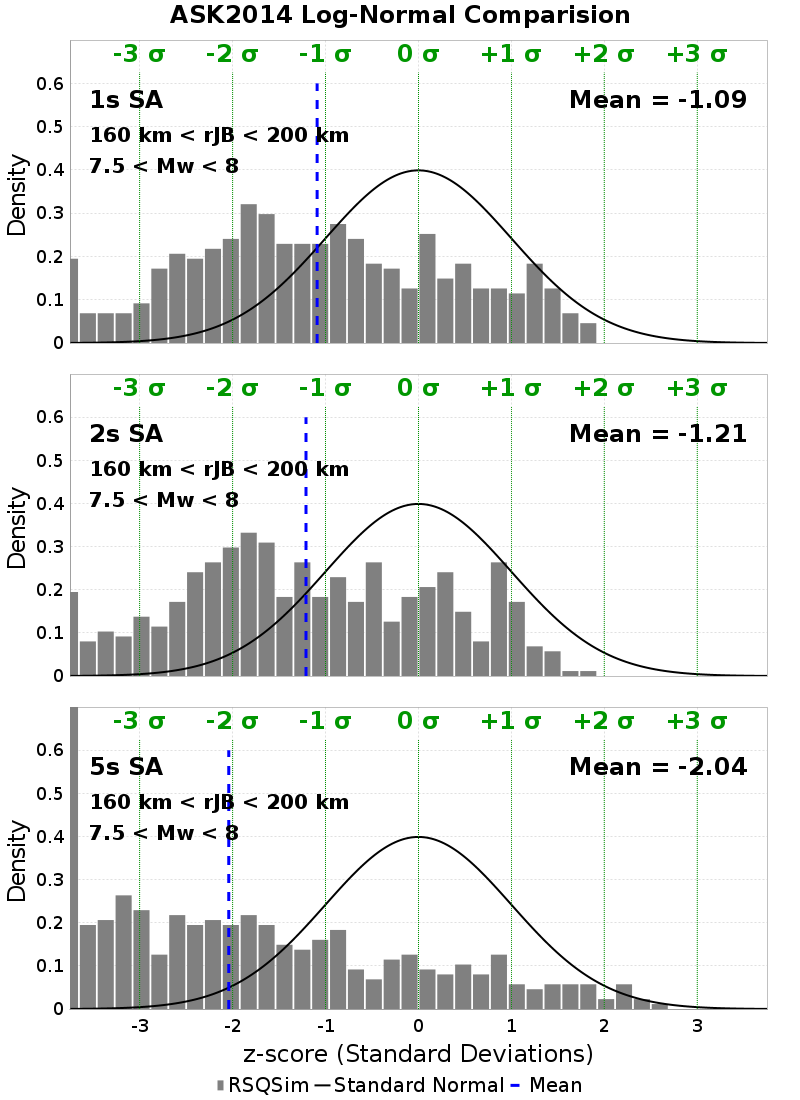 ASK2014 Log-Normal Comparision
-3 σ -2 σ -1 σ 0 σ +1 σ +2 σ +3 σ
1s SA
Mean = -1.09
160 km < rJB < 200 km
7.5 < Mw < 8
0.6
0.5
0.4
0.3
0.2
0.1
0
Density
-3 σ -2 σ -1 σ 0 σ +1 σ +2 σ +3 σ
2s SA
Mean = -1.21
160 km < rJB < 200 km
7.5 < Mw < 8
0.6
0.5
0.4
0.3
0.2
0.1
0
Density
-3 σ -2 σ -1 σ 0 σ +1 σ +2 σ +3 σ
5s SA
Mean = -2.04
160 km < rJB < 200 km
7.5 < Mw < 8
0.6
0.5
0.4
0.3
0.2
0.1
0
Density
-3 -2 -1 0 1 2 3
z-score (Standard Deviations)
RSQSim Standard Normal Mean